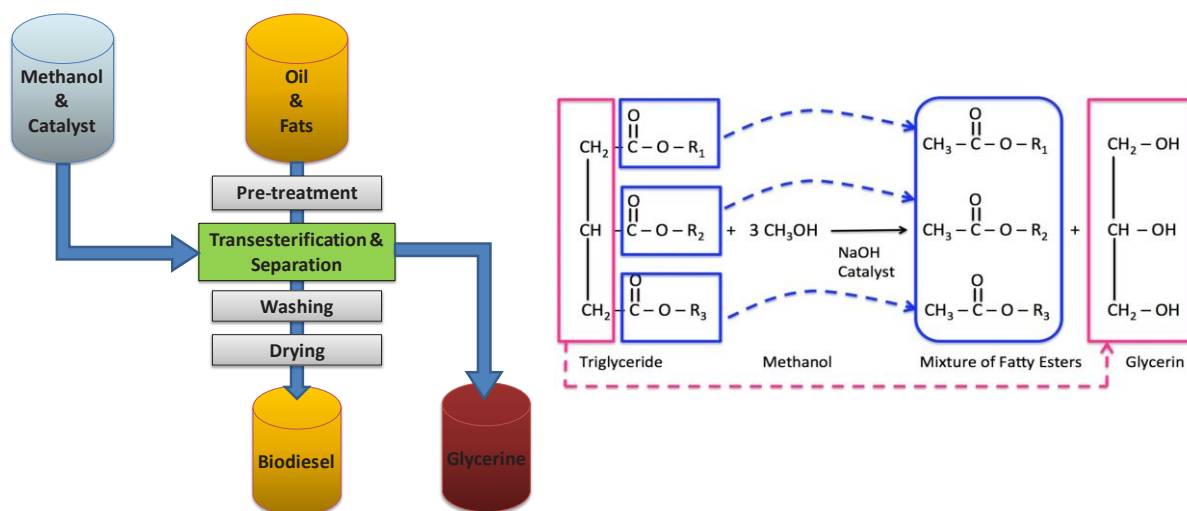 Methanol
&
Catalyst
Oil
&
Fats
Pre-treatment
Transesterification &
Separation
Washing
Drying
Biodiesel
Glycerine
O
CH₂ – C – O – R₁
O
CH – C – O – R₂ + 3 CH₃OH
NaOH
Catalyst
O
CH₂ – C – O – R₃
O
CH₃ – C – O – R₁
O
CH₃ – C – O – R₂ +
O
CH₃ – C – O – R₃
CH₂ – OH
CH – OH
CH₂ – OH
Triglyceride
Methanol
Mixture of Fatty Esters
Glycerin